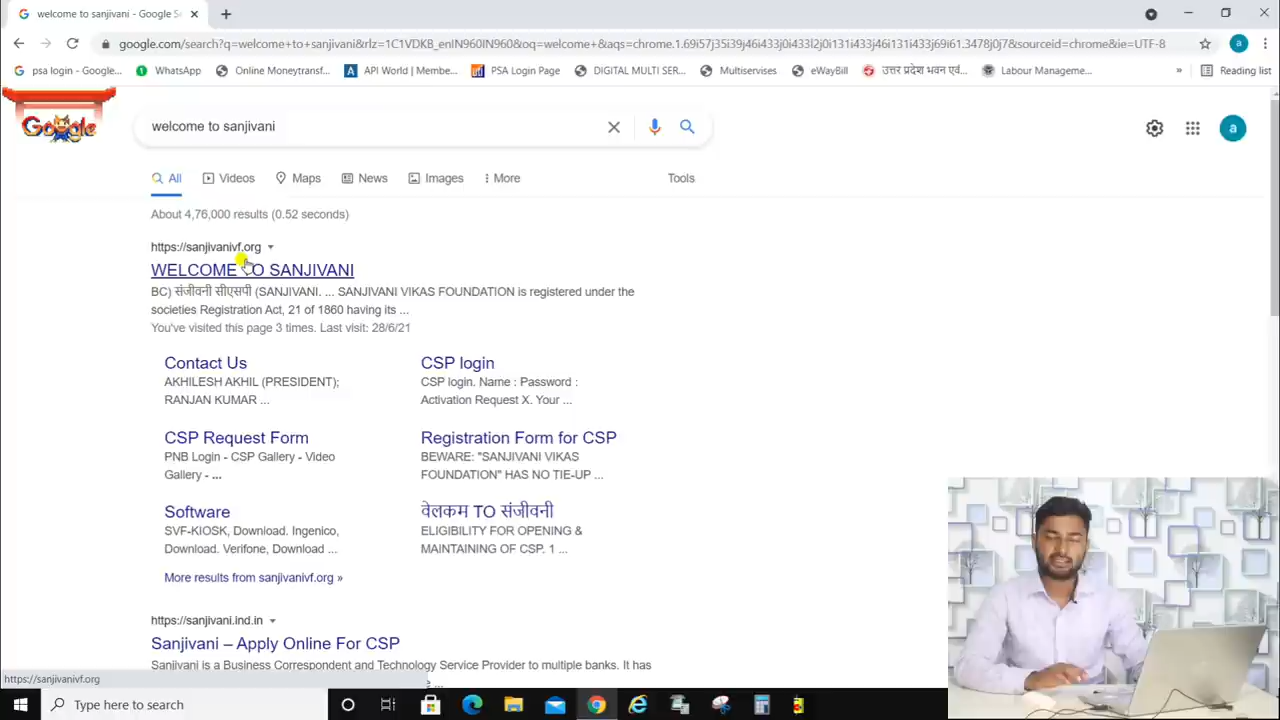 welcome to sanjivani - Google Se
google.com/search?q=welcome+to+sanjivani&rlz=1C1VDKB_enIN960IN960&oq=welcome+&aqs=chrome.1.69i57j35i39j46i433j0i433l2j0i131i433j46i131i433j69i61.3478j0j7&sourceid=chrome&ie=UTF-8
a
psa login - Google...
WhatsApp
Online Moneytransf...
API World | Membe...
PSA Login Page
DIGITAL MULTI SER...
Multiservices
eWayBill
उत्तर प्रदेश भवन एवं...
Labour Manageme...
»
Reading list
Google
welcome to sanjivani
a
All
Videos
Maps
News
Images
More
Tools
About 4,76,000 results (0.52 seconds)
https://sanjivanivf.org
WELCOME TO SANJIVANI
BC) संजीवनी सीएसपी (SANJIVANI. ... SANJIVANI VIKAS FOUNDATION is registered under the
societies Registration Act, 21 of 1860 having its ...
You've visited this page 3 times. Last visit: 28/6/21
Contact Us
AKHILESH AKHIL (PRESIDENT);
RANJAN KUMAR ...
CSP login
CSP login. Name : Password :
Activation Request X. Your ...
CSP Request Form
PNB Login - CSP Gallery - Video
Gallery - ...
Registration Form for CSP
BEWARE: "SANJIVANI VIKAS
FOUNDATION" HAS NO TIE-UP ...
Software
SVF-KIOSK, Download. Ingenico,
Download. Verifone, Download ...
वेलकम TO संजीवनी
ELIGIBILITY FOR OPENING &
MAINTAINING OF CSP. 1 ...
More results from sanjivanivf.org »
https://sanjivani.ind.in
Sanjivani – Apply Online For CSP
Sanjivani is a Business Correspondent and Technology Service Provider to multiple banks. It has
https://sanjivanivf.org
Type here to search